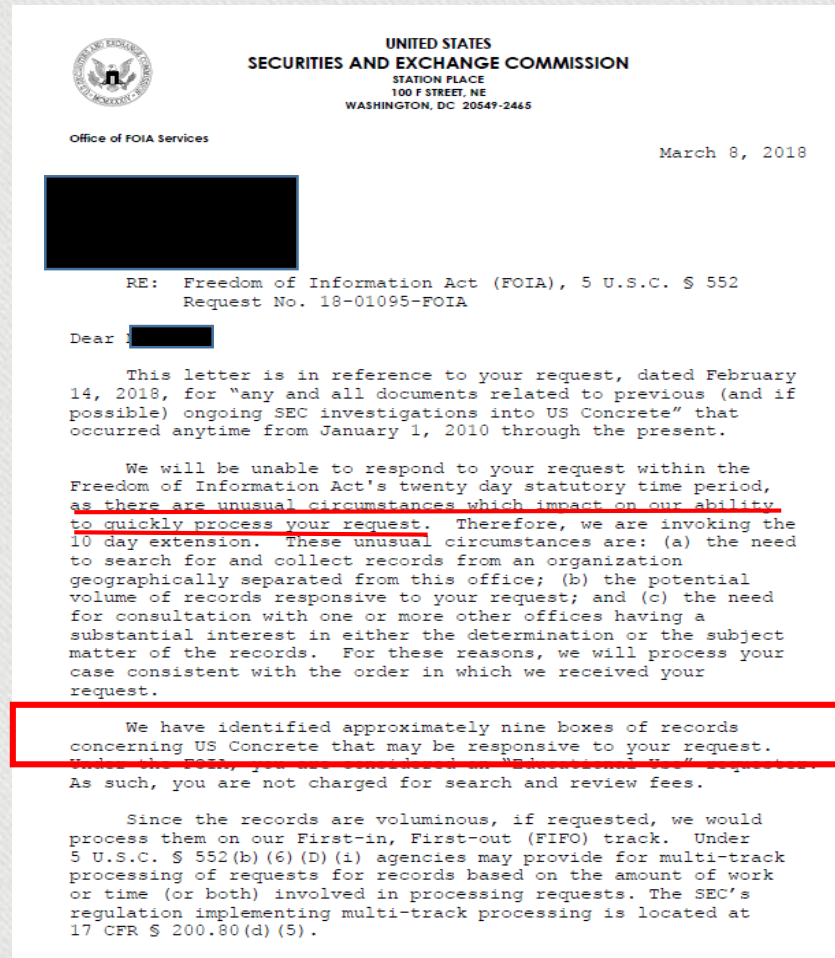 UNITED STATES
SECURITIES AND EXCHANGE COMMISSION
STATION PLACE
100 F STREET, NE
WASHINGTON, DC 20549-2465
Office of FOIA Services
March 8, 2018
RE: Freedom of Information Act (FOIA), 5 U.S.C. § 552
Request No. 18-01095-FOIA
Dear
This letter is in reference to your request, dated February
14, 2018, for "any and all documents related to previous (and if
possible) ongoing SEC investigations into US Concrete" that
occurred anytime from January 1, 2010 through the present.
We will be unable to respond to your request within the
Freedom of Information Act's twenty day statutory time period,
as there are unusual circumstances which impact on our ability
to quickly process your request. Therefore, we are invoking the
10 day extension. These unusual circumstances are: (a) the need
to search for and collect records from an organization
geographically separated from this office; (b) the potential
volume of records responsive to your request; and (c) the need
for consultation with one or more other offices having a
substantial interest in either the determination or the subject
matter of the records. For these reasons, we will process your
case consistent with the order in which we received your
request.
We have identified approximately nine boxes of records
concerning US Concrete that may be responsive to your request.
Under the FOIA, you are considered an "Educational Use" requester.
As such, you are not charged for search and review fees.
Since the records are voluminous, if requested, we would
process them on our First-in, First-out (FIFO) track. Under
5 U.S.C. § 552(b)(6)(D)(i) agencies may provide for multi-track
processing of requests for records based on the amount of work
or time (or both) involved in processing requests. The SEC's
regulation implementing multi-track processing is located at
17 CFR § 200.80(d)(5).